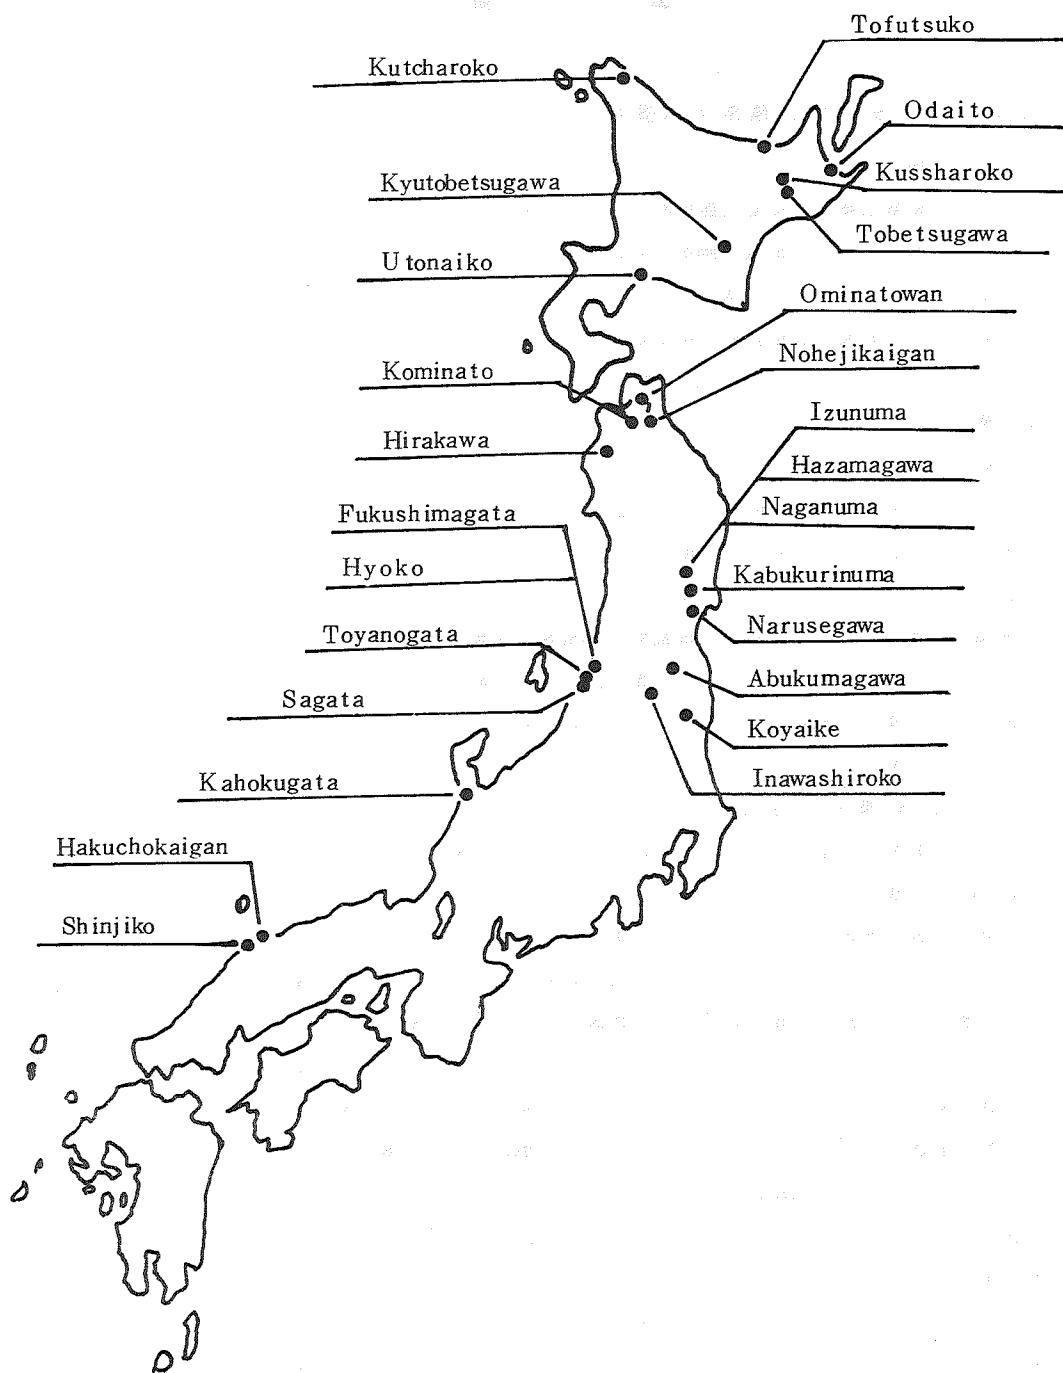 Tofutsuko
Kutcharoko
Odaito
Kussharoko
Kyutobetsugawa
Tobetsugawa
Utonaiko
Ominatowan
Nohejikaigan
Kominato
Izunuma
Hirakawa
Hazamagawa
Naganuma
Fukushimagata
Hyoko
Kabukurinuma
Narusegawa
Toyanogata
Abukumagawa
Sagata
Koyaike
Inawashiroko
Kahokugata
Hakuchokaigan
Shinjiko